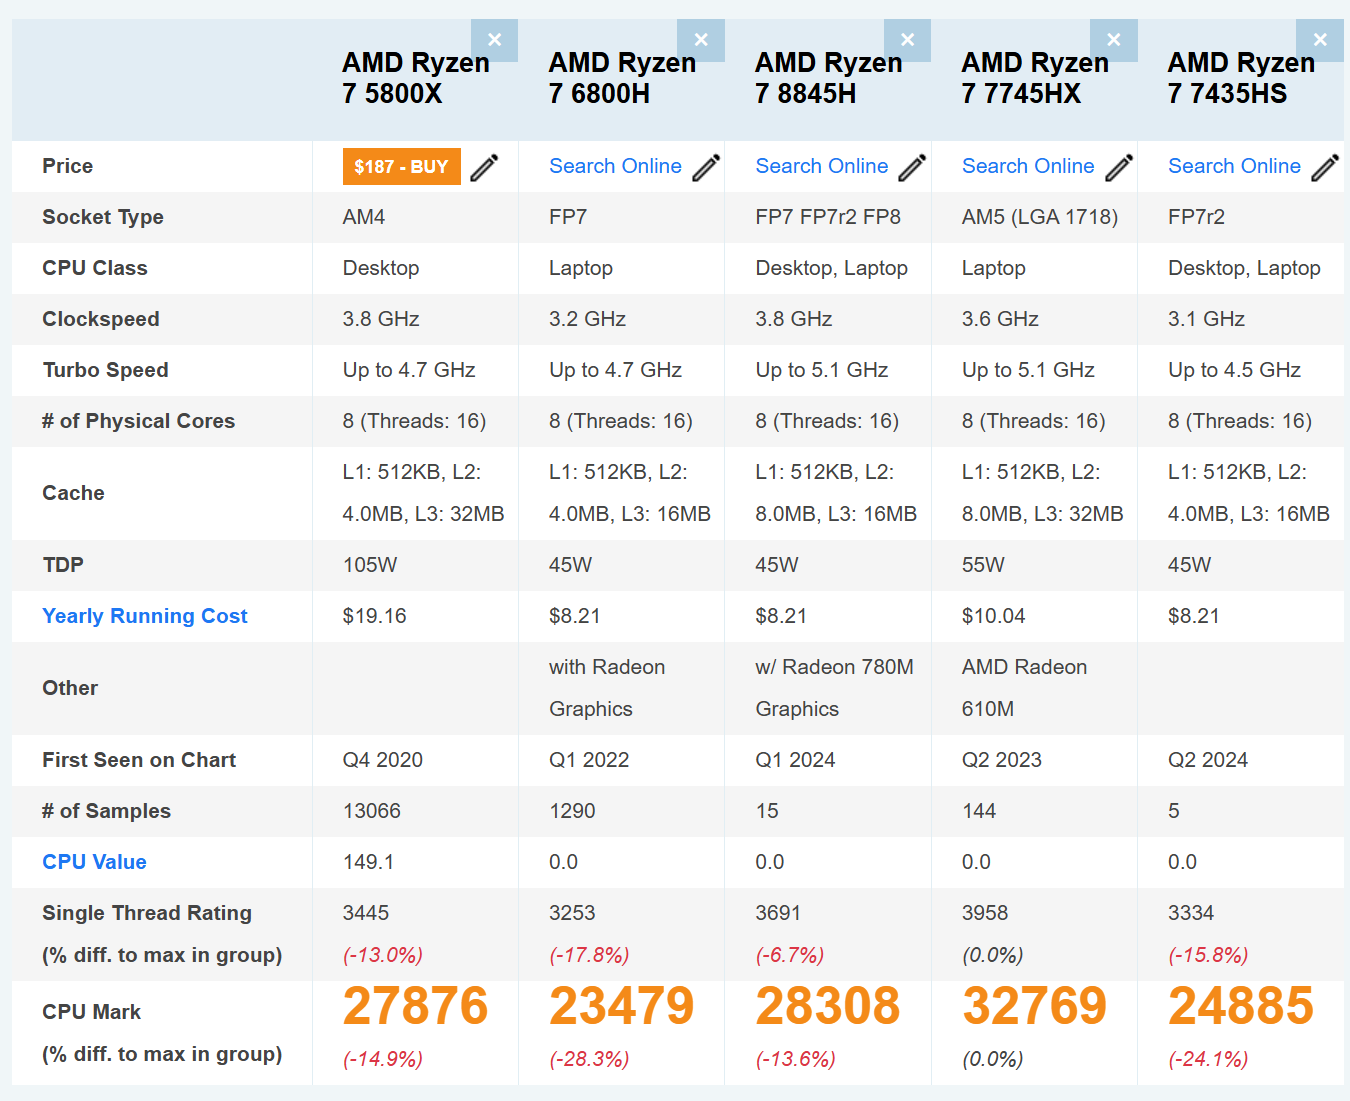 × × × × ×
AMD Ryzen AMD Ryzen AMD Ryzen AMD Ryzen AMD Ryzen
7 5800X 7 6800H 7 8845H 7 7745HX 7 7435HS
Price $187 - BUY Search Online Search Online Search Online Search Online
Socket Type AM4 FP7 FP7 FP7r2 FP8 AM5 (LGA 1718) FP7r2
CPU Class Desktop Laptop Desktop, Laptop Laptop Desktop, Laptop
Clockspeed 3.8 GHz 3.2 GHz 3.8 GHz 3.6 GHz 3.1 GHz
Turbo Speed Up to 4.7 GHz Up to 4.7 GHz Up to 5.1 GHz Up to 5.1 GHz Up to 4.5 GHz
# of Physical Cores 8 (Threads: 16) 8 (Threads: 16) 8 (Threads: 16) 8 (Threads: 16) 8 (Threads: 16)
L1: 512KB, L2: L1: 512KB, L2: L1: 512KB, L2: L1: 512KB, L2: L1: 512KB, L2:
Cache
4.0MB, L3: 32MB 4.0MB, L3: 16MB 8.0MB, L3: 16MB 8.0MB, L3: 32MB 4.0MB, L3: 16MB
TDP 105W 45W 45W 55W 45W
Yearly Running Cost $19.16 $8.21 $8.21 $10.04 $8.21
with Radeon w/ Radeon 780M AMD Radeon
Other
Graphics Graphics 610M
First Seen on Chart Q4 2020 Q1 2022 Q1 2024 Q2 2023 Q2 2024
# of Samples 13066 1290 15 144 5
CPU Value 149.1 0.0 0.0 0.0 0.0
Single Thread Rating 3445 3253 3691 3958 3334
(% diff. to max in group) (-13.0%) (-17.8%) (-6.7%) (0.0%) (-15.8%)
CPU Mark 27876 23479 28308 32769 24885
(% diff. to max in group) (-14.9%) (-28.3%) (-13.6%) (0.0%) (-24.1%)